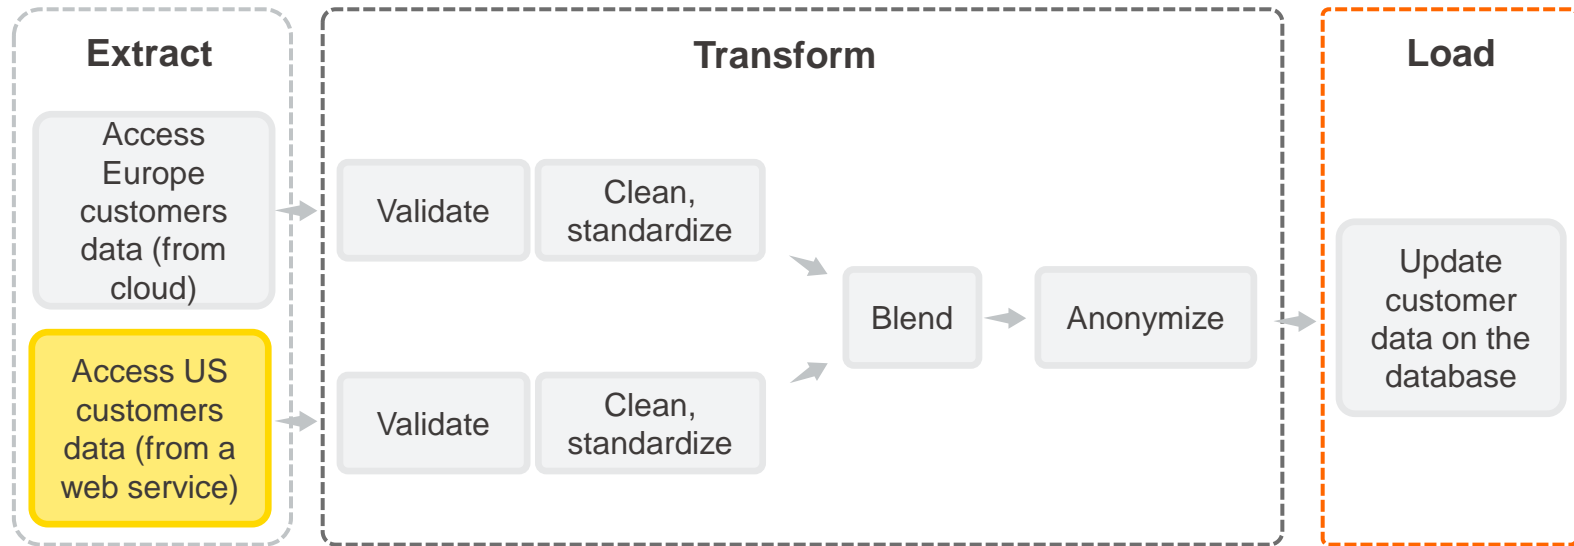 Extract
Access
Europe
customers
data (from
cloud)
Access US
customers
data (from a
web service)
Transform
Validate
Clean,
standardize
Validate
Clean,
standardize
Blend
Anonymize
Load
Update
customer
data on the
database